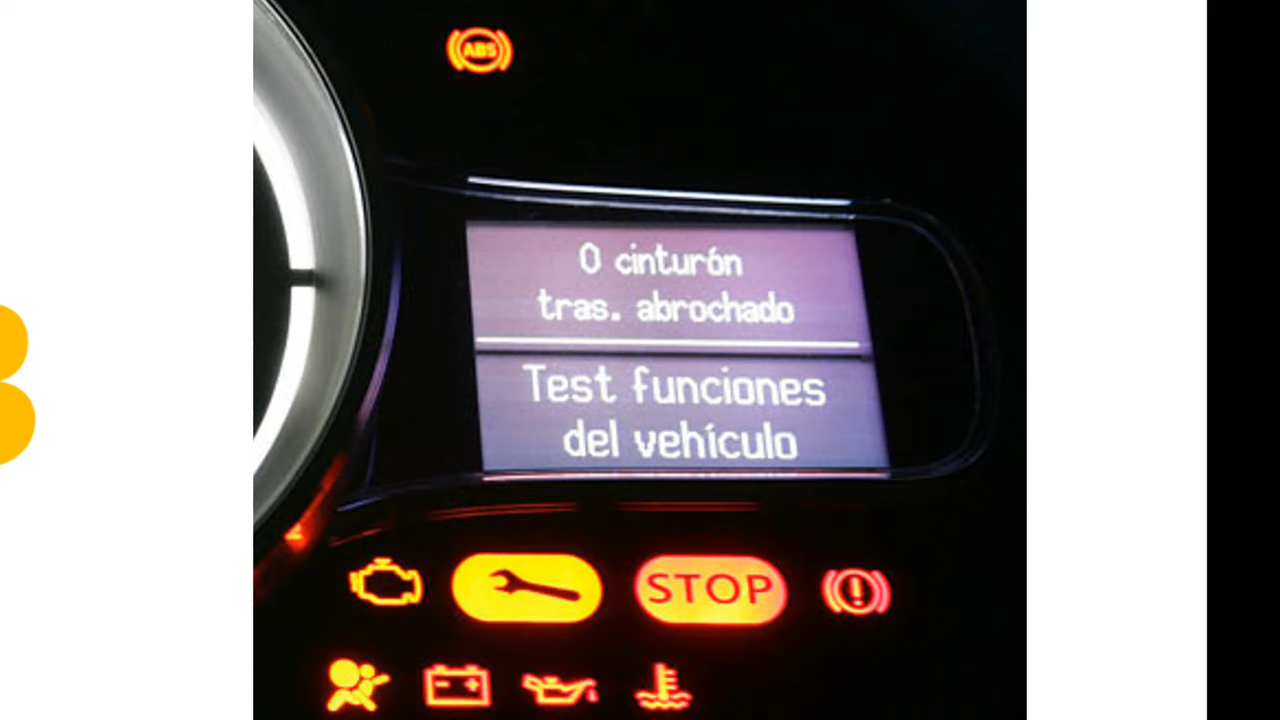 ABS
0 cinturón
tras. abrochado
Test funciones
del vehículo
STOP